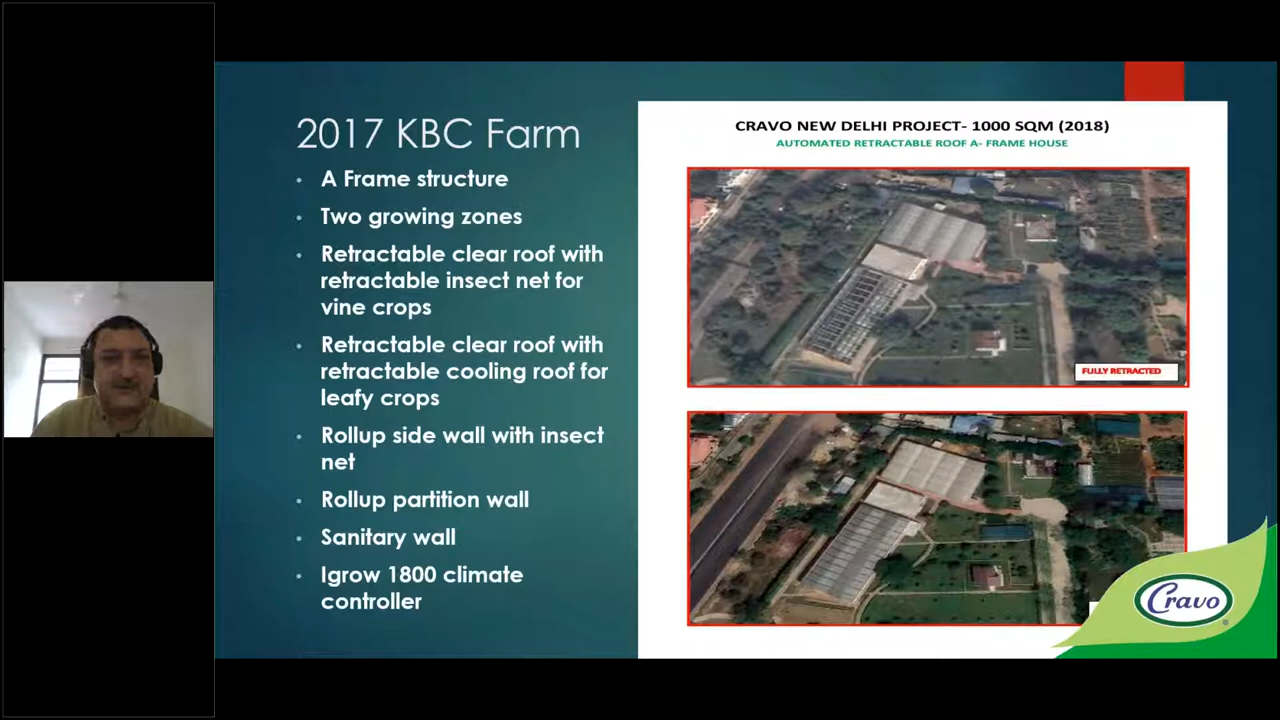 2017 KBC Farm
A Frame structure
Two growing zones
Retractable clear roof with
retractable insect net for
vine crops
Retractable clear roof with
retractable cooling roof for
leafy crops
Rollup side wall with insect
net
Rollup partition wall
Sanitary wall
Igrow 1800 climate
controller
CRAVO NEW DELHI PROJECT- 1000 SQM (2018)
AUTOMATED RETRACTABLE ROOF A- FRAME HOUSE
FULLY RETRACTED
Cravo